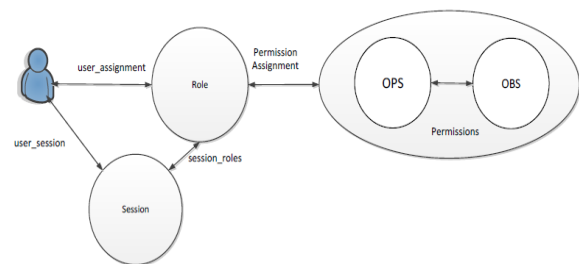 user_assignment
Role
Permission
Assignment
OPS
OBS
Permissions
user_session
session_roles
Session